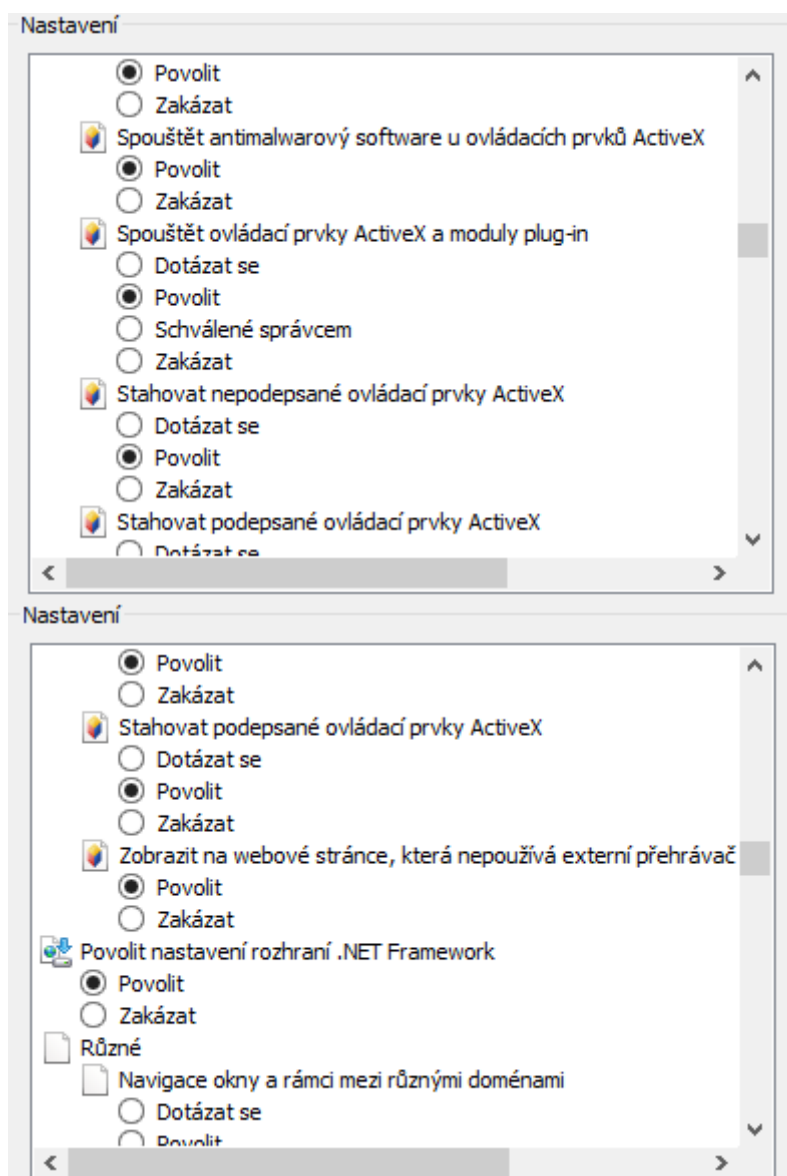 Nastavení
Povolit
Zakázat
Spouštět antimalwarový software u ovládacích prvků ActiveX
Povolit
Zakázat
Spouštět ovládací prvky ActiveX a moduly plug-in
Dotázat se
Povolit
Schválené správcem
Zakázat
Stahovat nepodepsané ovládací prvky ActiveX
Dotázat se
Povolit
Zakázat
Stahovat podepsané ovládací prvky ActiveX
Dotázat se
Nastavení
Povolit
Zakázat
Stahovat podepsané ovládací prvky ActiveX
Dotázat se
Povolit
Zakázat
Zobrazit na webové stránce, která nepoužívá externí přehrávač
Povolit
Zakázat
Povolit nastavení rozhraní .NET Framework
Povolit
Zakázat
Různé
Navigace okny a rámci mezi různými doménami
Dotázat se
Povolit